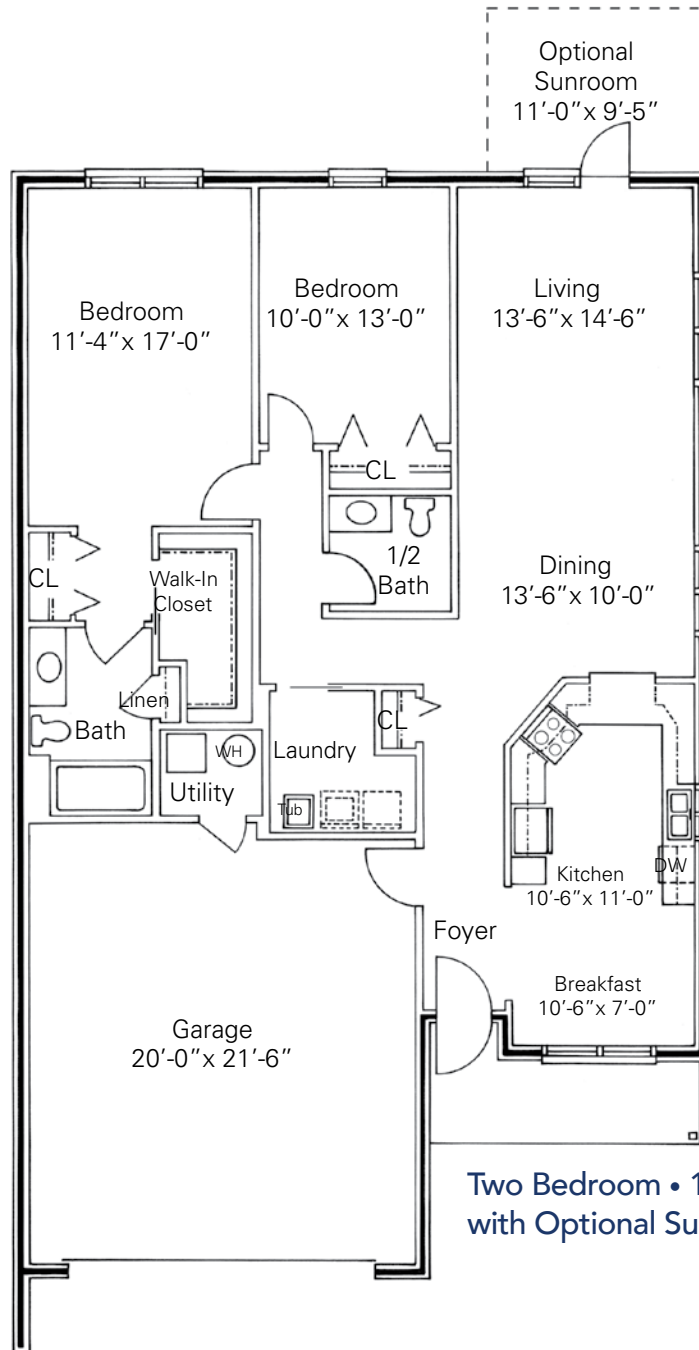 Optional
Sunroom
11'-0" x 9'-5"
Bedroom
11'-4" x 17'-0"
Bedroom
10'-0" x 13'-0"
Living
13'-6" x 14'-6"
CL
1/2
Bath
Dining
13'-6" x 10'-0"
CL
Walk-In
Closet
Linen
Bath
CL
WH
Utility
Laundry
Tub
DW
Kitchen
10'-6" x 11'-0"
Foyer
Breakfast
10'-6" x 7'-0"
Garage
20'-0" x 21'-6"
Two Bedroom • 1
with Optional Su